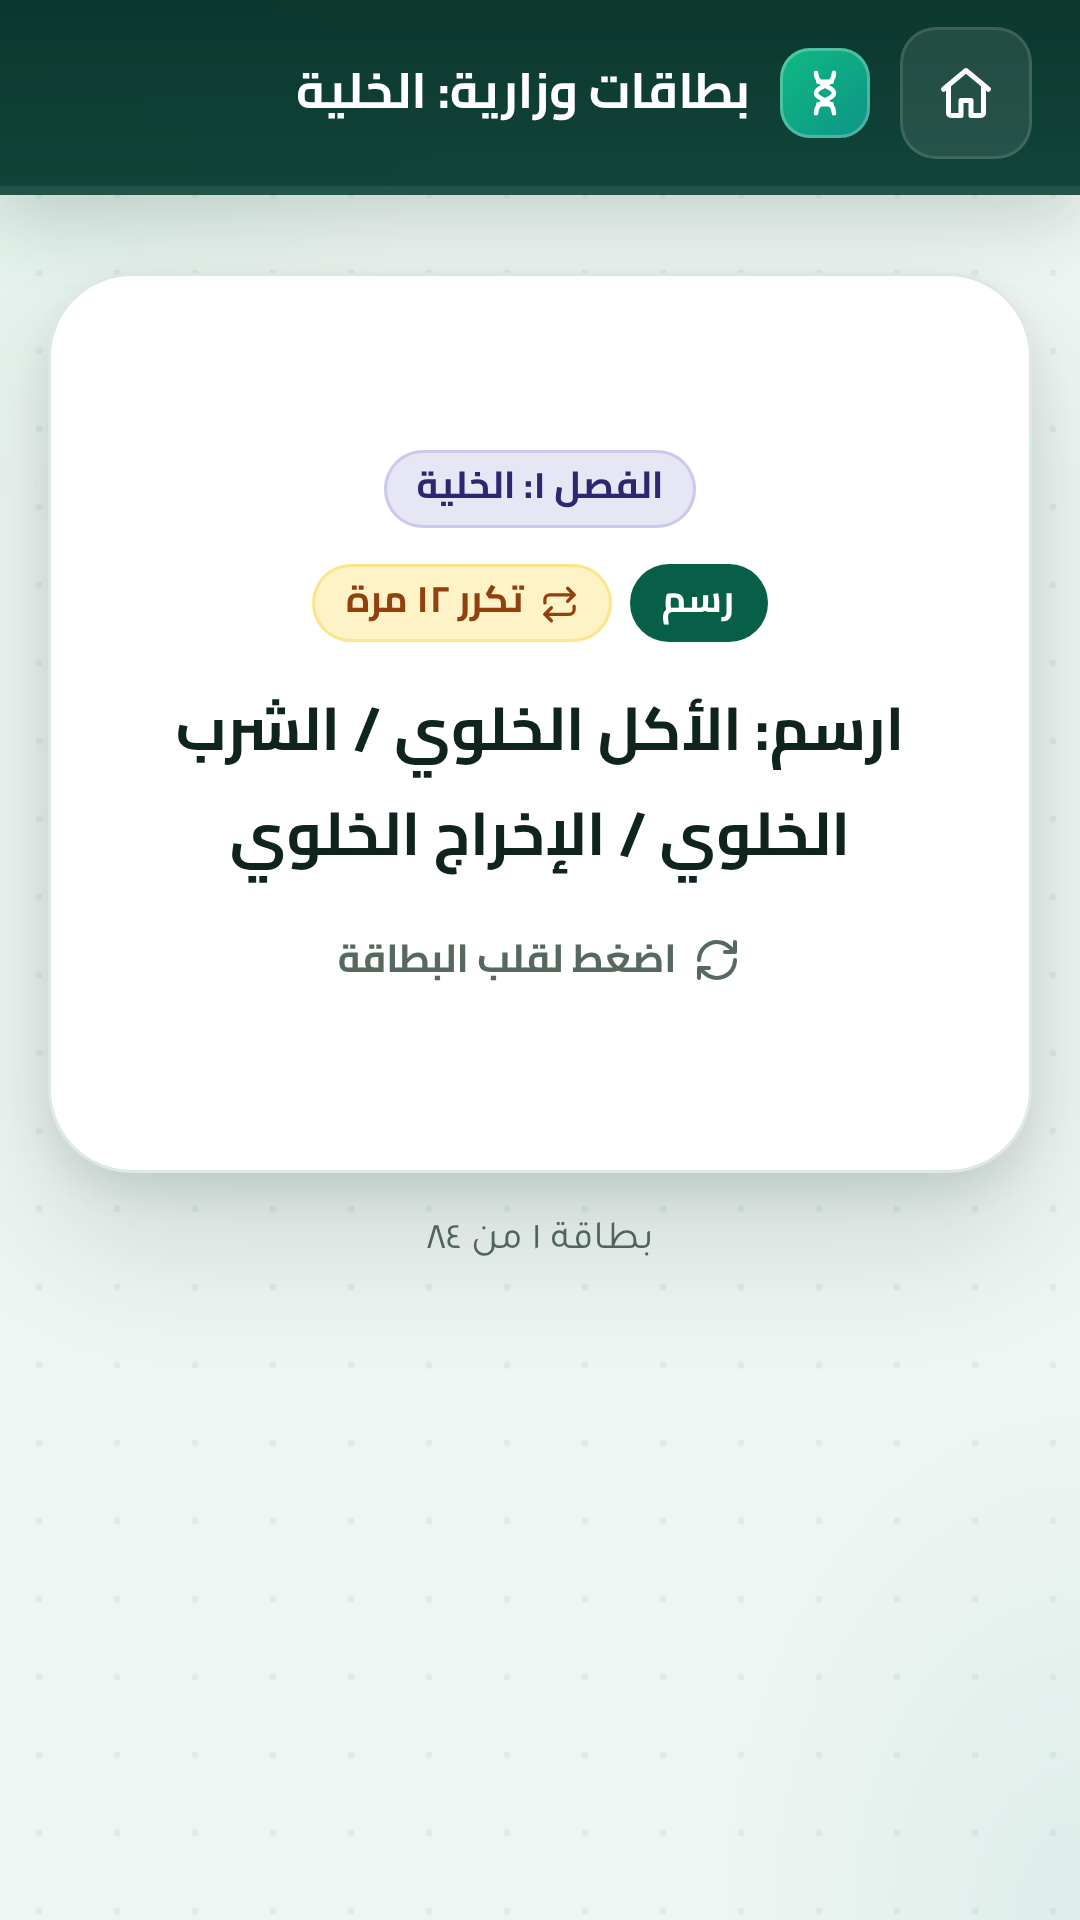 بطاقات وزارية: الخلية
الفصل ١: الخلية
رسم
تكرر ١٢ مرة
ارسم: الأكل الخلوي / الشرب
الخلوي / الإخراج الخلوي
اضغط لقلب البطاقة
بطاقة ١ من ٨٤